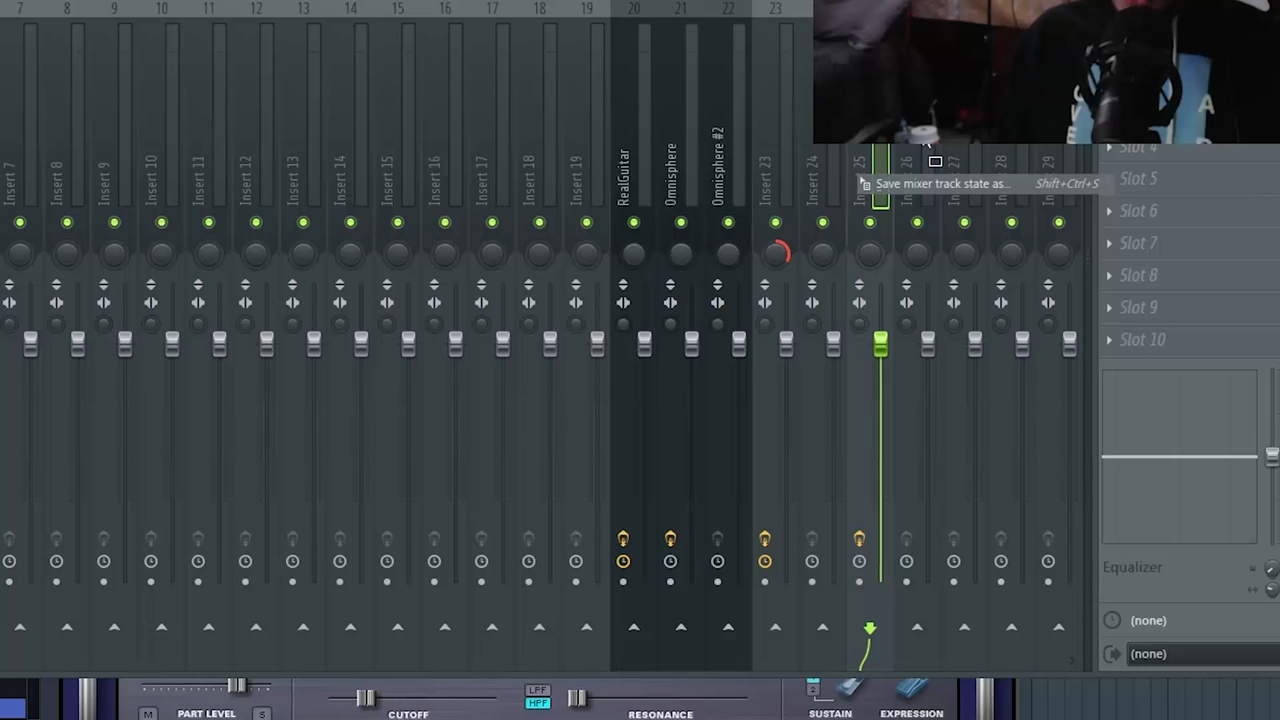 7 8 9 10 11 12 13 14 15 16 17 18 19 20 21 22 23
Insert 7
Insert 8
Insert 9
Insert 10
Insert 11
Insert 12
Insert 13
Insert 14
Insert 15
Insert 16
Insert 17
Insert 18
Insert 19
RealGuitar
Omnisphere
Omnisphere #2
Insert 23
Insert 24
Save mixer track state as... Shift+Ctrl+S
Slot 4
Slot 5
Slot 6
Slot 7
Slot 8
Slot 9
Slot 10
Equalizer
(none)
(none)
M PART LEVEL S
CUTOFF
LPF
HPF
RESONANCE
SUSTAIN
EXPRESSION